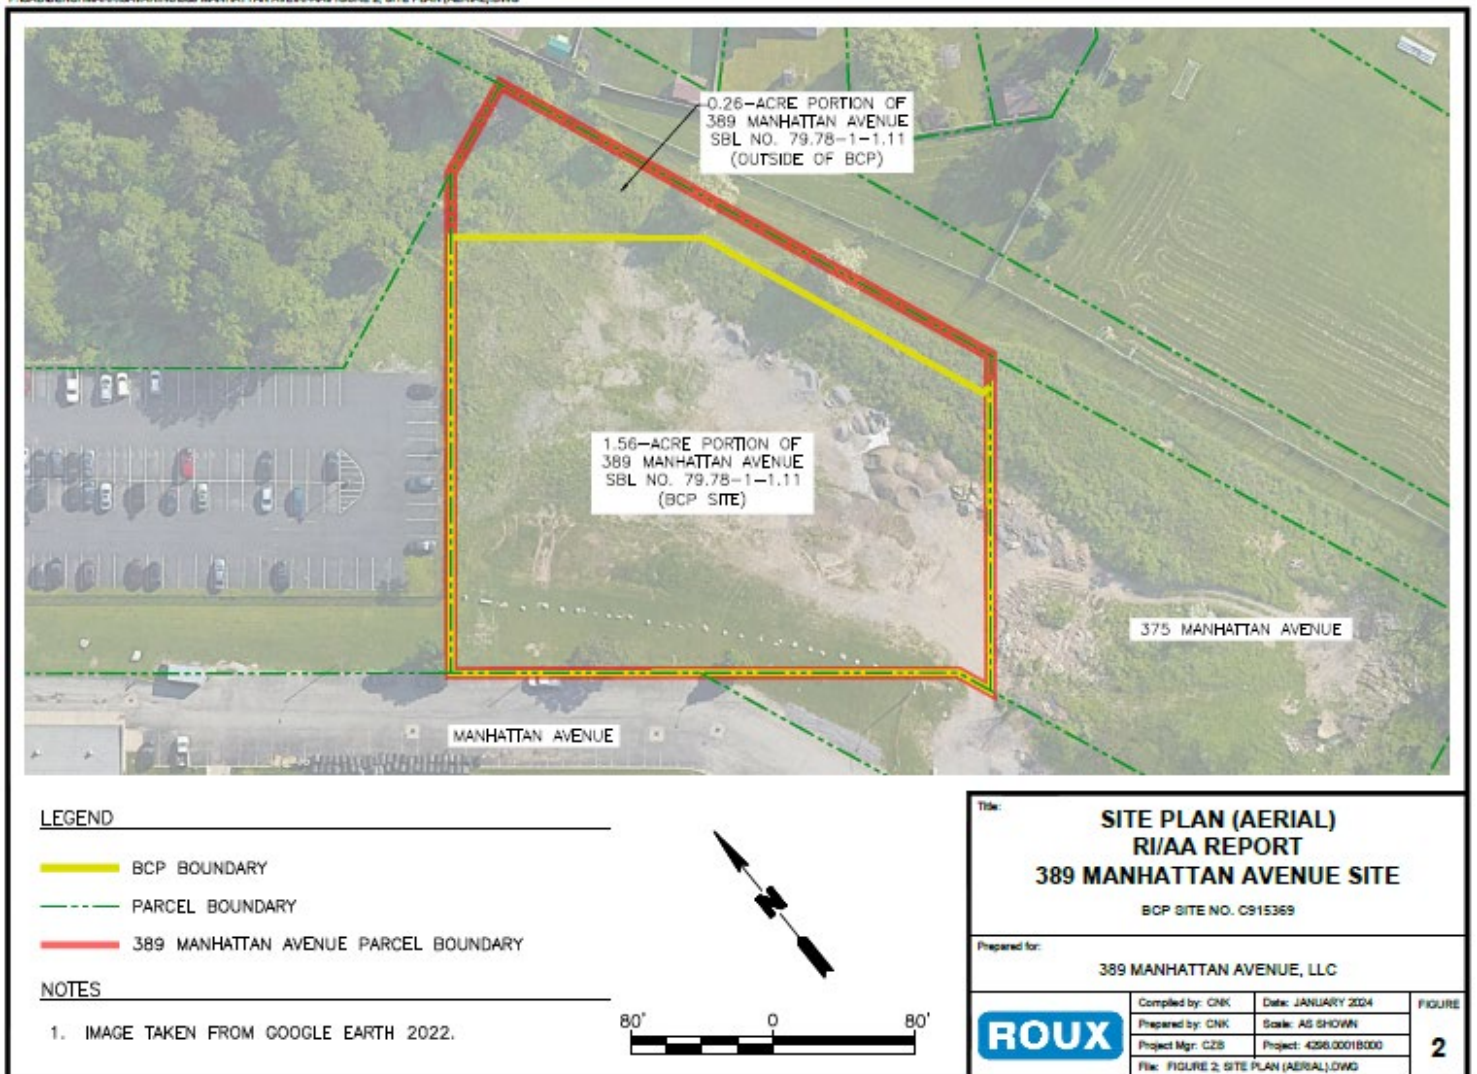 0.26-ACRE PORTION OF
389 MANHATTAN AVENUE
SBL NO. 79.78-1-1.11
(OUTSIDE OF BCP)
1.56-ACRE PORTION OF
389 MANHATTAN AVENUE
SBL NO. 79.78-1-1.11
(BCP SITE)
375 MANHATTAN AVENUE
MANHATTAN AVENUE
LEGEND
BCP BOUNDARY
PARCEL BOUNDARY
389 MANHATTAN AVENUE PARCEL BOUNDARY
NOTES
1. IMAGE TAKEN FROM GOOGLE EARTH 2022.
N
80' 0 80'
Title:
SITE PLAN (AERIAL)
RI/AA REPORT
389 MANHATTAN AVENUE SITE
BCP SITE NO. C915369
Prepared for:
389 MANHATTAN AVENUE, LLC
ROUX
Compiled by: CNK
Date: JANUARY 2024
Prepared by: CNK
Scale: AS SHOWN
Project Mgr: CZB
Project: 4298.0001B000
File: FIGURE 2; SITE PLAN (AERIAL).DWG
FIGURE
2